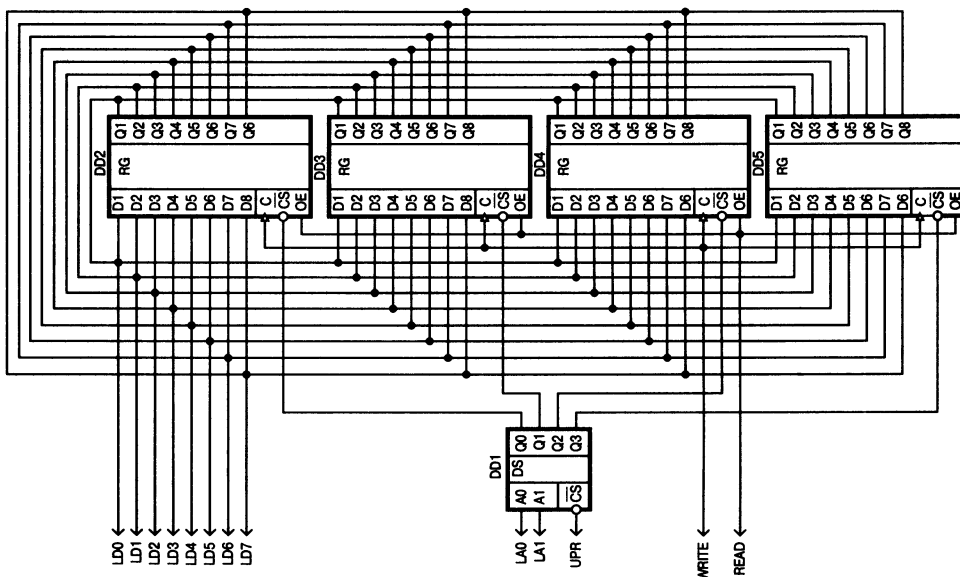 Q1 Q2 Q3 Q4 Q5 Q6 Q7 Q6
DD2
RG
D1 D2 D3 D4 D5 D6 D7 D8 C CS OE
Q1 Q2 Q3 Q4 Q5 Q6 Q7 Q8
DD3
RG
D1 D2 D3 D4 D5 D6 D7 D8 C CS OE
Q1 Q2 Q3 Q4 Q5 Q6 Q7 Q8
DD4
RG
D1 D2 D3 D4 D5 D6 D7 D6 C CS OE
Q1 Q2 Q3 Q4 Q5 Q6 Q7 Q8
DD5
RG
D1 D2 D3 D4 D5 D6 D7 D6 C CS OE
Q0 Q1 Q2 Q3
DD1
DS
A0 A1 CS
LD0
LD1
LD2
LD3
LD4
LD5
LD6
LD7
LA0
LA1
UPR
WRITE
READ